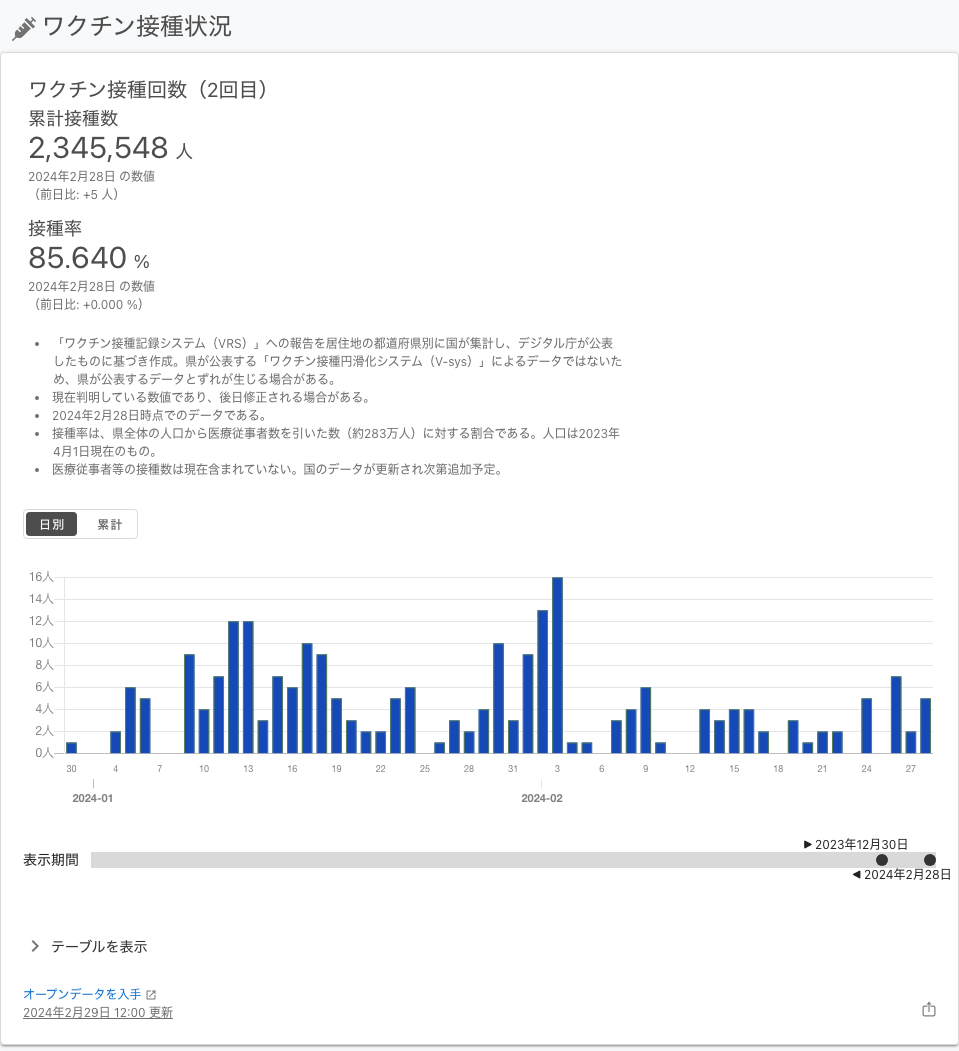 ワクチン接種状況
ワクチン接種回数（2回目）
累計接種数
2,345,548 人
2024年2月28日 の数値
（前日比: +5 人）
接種率
85.640 %
2024年2月28日 の数値
（前日比: +0.000 %）
• 「ワクチン接種記録システム（VRS）」への報告を居住地の都道府県別に国が集計し、デジタル庁が公表
したものに基づき作成。県が公表する「ワクチン接種円滑化システム（V-sys）」によるデータではないた
め、県が公表するデータとずれが生じる場合がある。
• 現在判明している数値であり、後日修正される場合がある。
• 2024年2月28日時点でのデータである。
• 接種率は、県全体の人口から医療従事者数を引いた数（約283万人）に対する割合である。人口は2023年
4月1日現在のもの。
• 医療従事者等の接種数は現在含まれていない。国のデータが更新され次第追加予定。
日別 累計
16人
14人
12人
10人
8人
6人
4人
2人
0人
30 4 7 10 13 16 19 22 25 28 31 3 6 9 12 15 18 21 24 27
2024-01 2024-02
▶ 2023年12月30日
表示期間
◀ 2024年2月28日
テーブルを表示
オープンデータを入手
2024年2月29日 12:00 更新